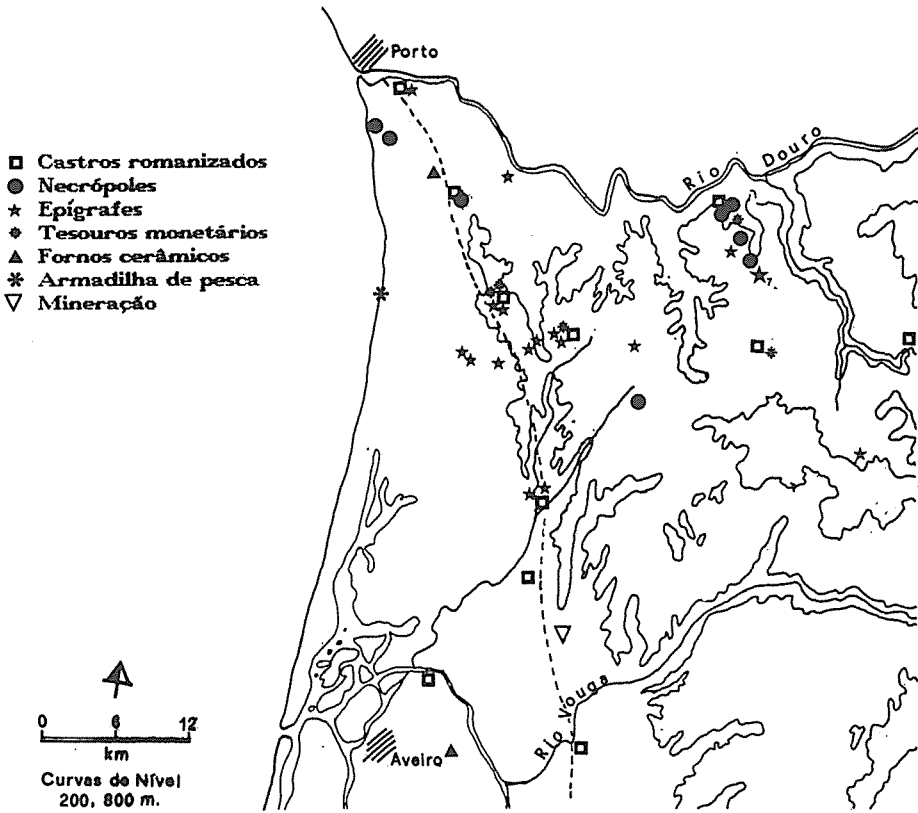 Porto
Castros romanizados
Necrópoles
Epígrafes
Tesouros monetários
Fornos cerâmicos
Armadilha de pesca
Mineração
Rio Douro
?
0 6 12
km
Curvas de Nível
200, 800 m.
Rio Vouga
Aveiro